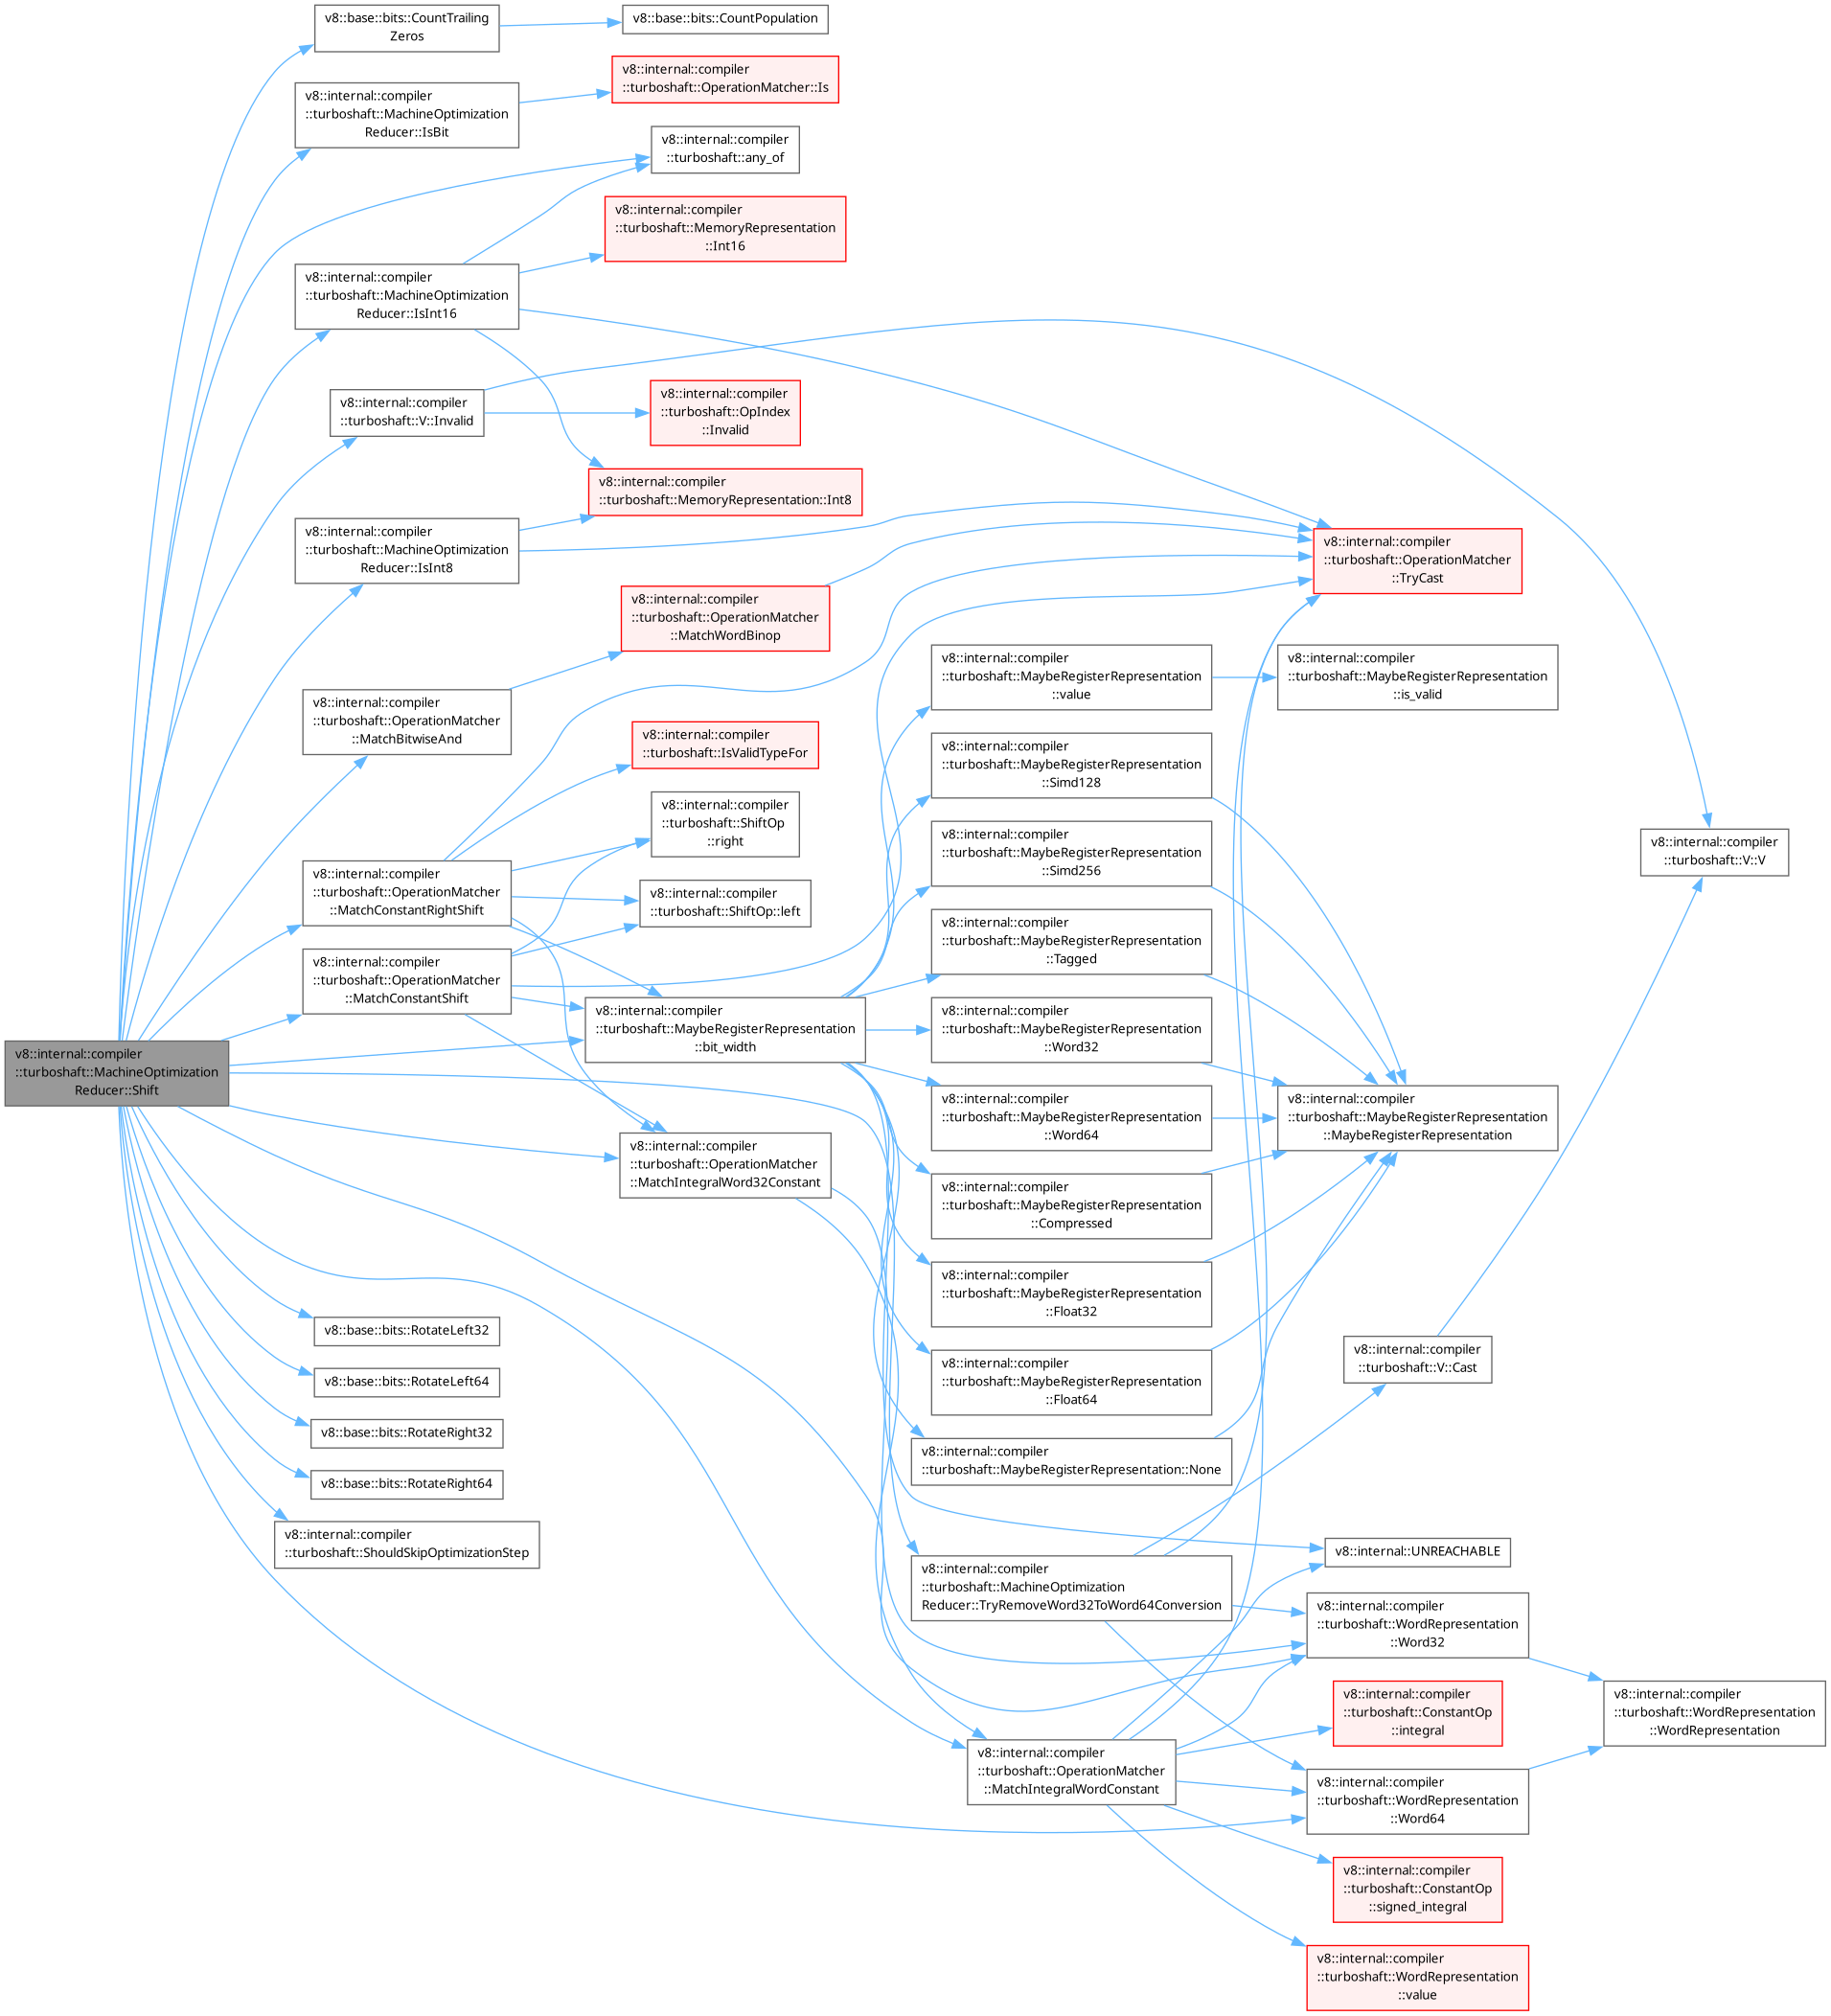 v8::base::bits::CountTrailing
Zeros
v8::base::bits::CountPopulation
v8::internal::compiler
::turboshaft::OperationMatcher::Is
v8::internal::compiler
::turboshaft::MachineOptimization
Reducer::IsBit
v8::internal::compiler
::turboshaft::any_of
v8::internal::compiler
::turboshaft::MemoryRepresentation
::Int16
v8::internal::compiler
::turboshaft::MachineOptimization
Reducer::IsInt16
v8::internal::compiler
::turboshaft::V::Invalid
v8::internal::compiler
::turboshaft::OpIndex
::Invalid
v8::internal::compiler
::turboshaft::MemoryRepresentation::Int8
v8::internal::compiler
::turboshaft::MachineOptimization
Reducer::IsInt8
v8::internal::compiler
::turboshaft::OperationMatcher
::TryCast
v8::internal::compiler
::turboshaft::OperationMatcher
::MatchWordBinop
v8::internal::compiler
::turboshaft::MaybeRegisterRepresentation
::value
v8::internal::compiler
::turboshaft::MaybeRegisterRepresentation
::is_valid
v8::internal::compiler
::turboshaft::OperationMatcher
::MatchBitwiseAnd
v8::internal::compiler
::turboshaft::IsValidTypeFor
v8::internal::compiler
::turboshaft::MaybeRegisterRepresentation
::Simd128
v8::internal::compiler
::turboshaft::ShiftOp
::right
v8::internal::compiler
::turboshaft::MaybeRegisterRepresentation
::Simd256
v8::internal::compiler
::turboshaft::V::V
v8::internal::compiler
::turboshaft::OperationMatcher
::MatchConstantRightShift
v8::internal::compiler
::turboshaft::ShiftOp::left
v8::internal::compiler
::turboshaft::MaybeRegisterRepresentation
::Tagged
v8::internal::compiler
::turboshaft::OperationMatcher
::MatchConstantShift
v8::internal::compiler
::turboshaft::MaybeRegisterRepresentation
::bit_width
v8::internal::compiler
::turboshaft::MaybeRegisterRepresentation
::Word32
v8::internal::compiler
::turboshaft::MachineOptimization
Reducer::Shift
v8::internal::compiler
::turboshaft::MaybeRegisterRepresentation
::Word64
v8::internal::compiler
::turboshaft::MaybeRegisterRepresentation
::MaybeRegisterRepresentation
v8::internal::compiler
::turboshaft::OperationMatcher
::MatchIntegralWord32Constant
v8::internal::compiler
::turboshaft::MaybeRegisterRepresentation
::Compressed
v8::internal::compiler
::turboshaft::MaybeRegisterRepresentation
::Float32
v8::base::bits::RotateLeft32
v8::internal::compiler
::turboshaft::V::Cast
v8::base::bits::RotateLeft64
v8::internal::compiler
::turboshaft::MaybeRegisterRepresentation
::Float64
v8::base::bits::RotateRight32
v8::internal::compiler
::turboshaft::MaybeRegisterRepresentation::None
v8::base::bits::RotateRight64
v8::internal::compiler
::turboshaft::ShouldSkipOptimizationStep
v8::internal::UNREACHABLE
v8::internal::compiler
::turboshaft::MachineOptimization
Reducer::TryRemoveWord32ToWord64Conversion
v8::internal::compiler
::turboshaft::WordRepresentation
::Word32
v8::internal::compiler
::turboshaft::ConstantOp
::integral
v8::internal::compiler
::turboshaft::WordRepresentation
::WordRepresentation
v8::internal::compiler
::turboshaft::OperationMatcher
::MatchIntegralWordConstant
v8::internal::compiler
::turboshaft::WordRepresentation
::Word64
v8::internal::compiler
::turboshaft::ConstantOp
::signed_integral
v8::internal::compiler
::turboshaft::WordRepresentation
::value